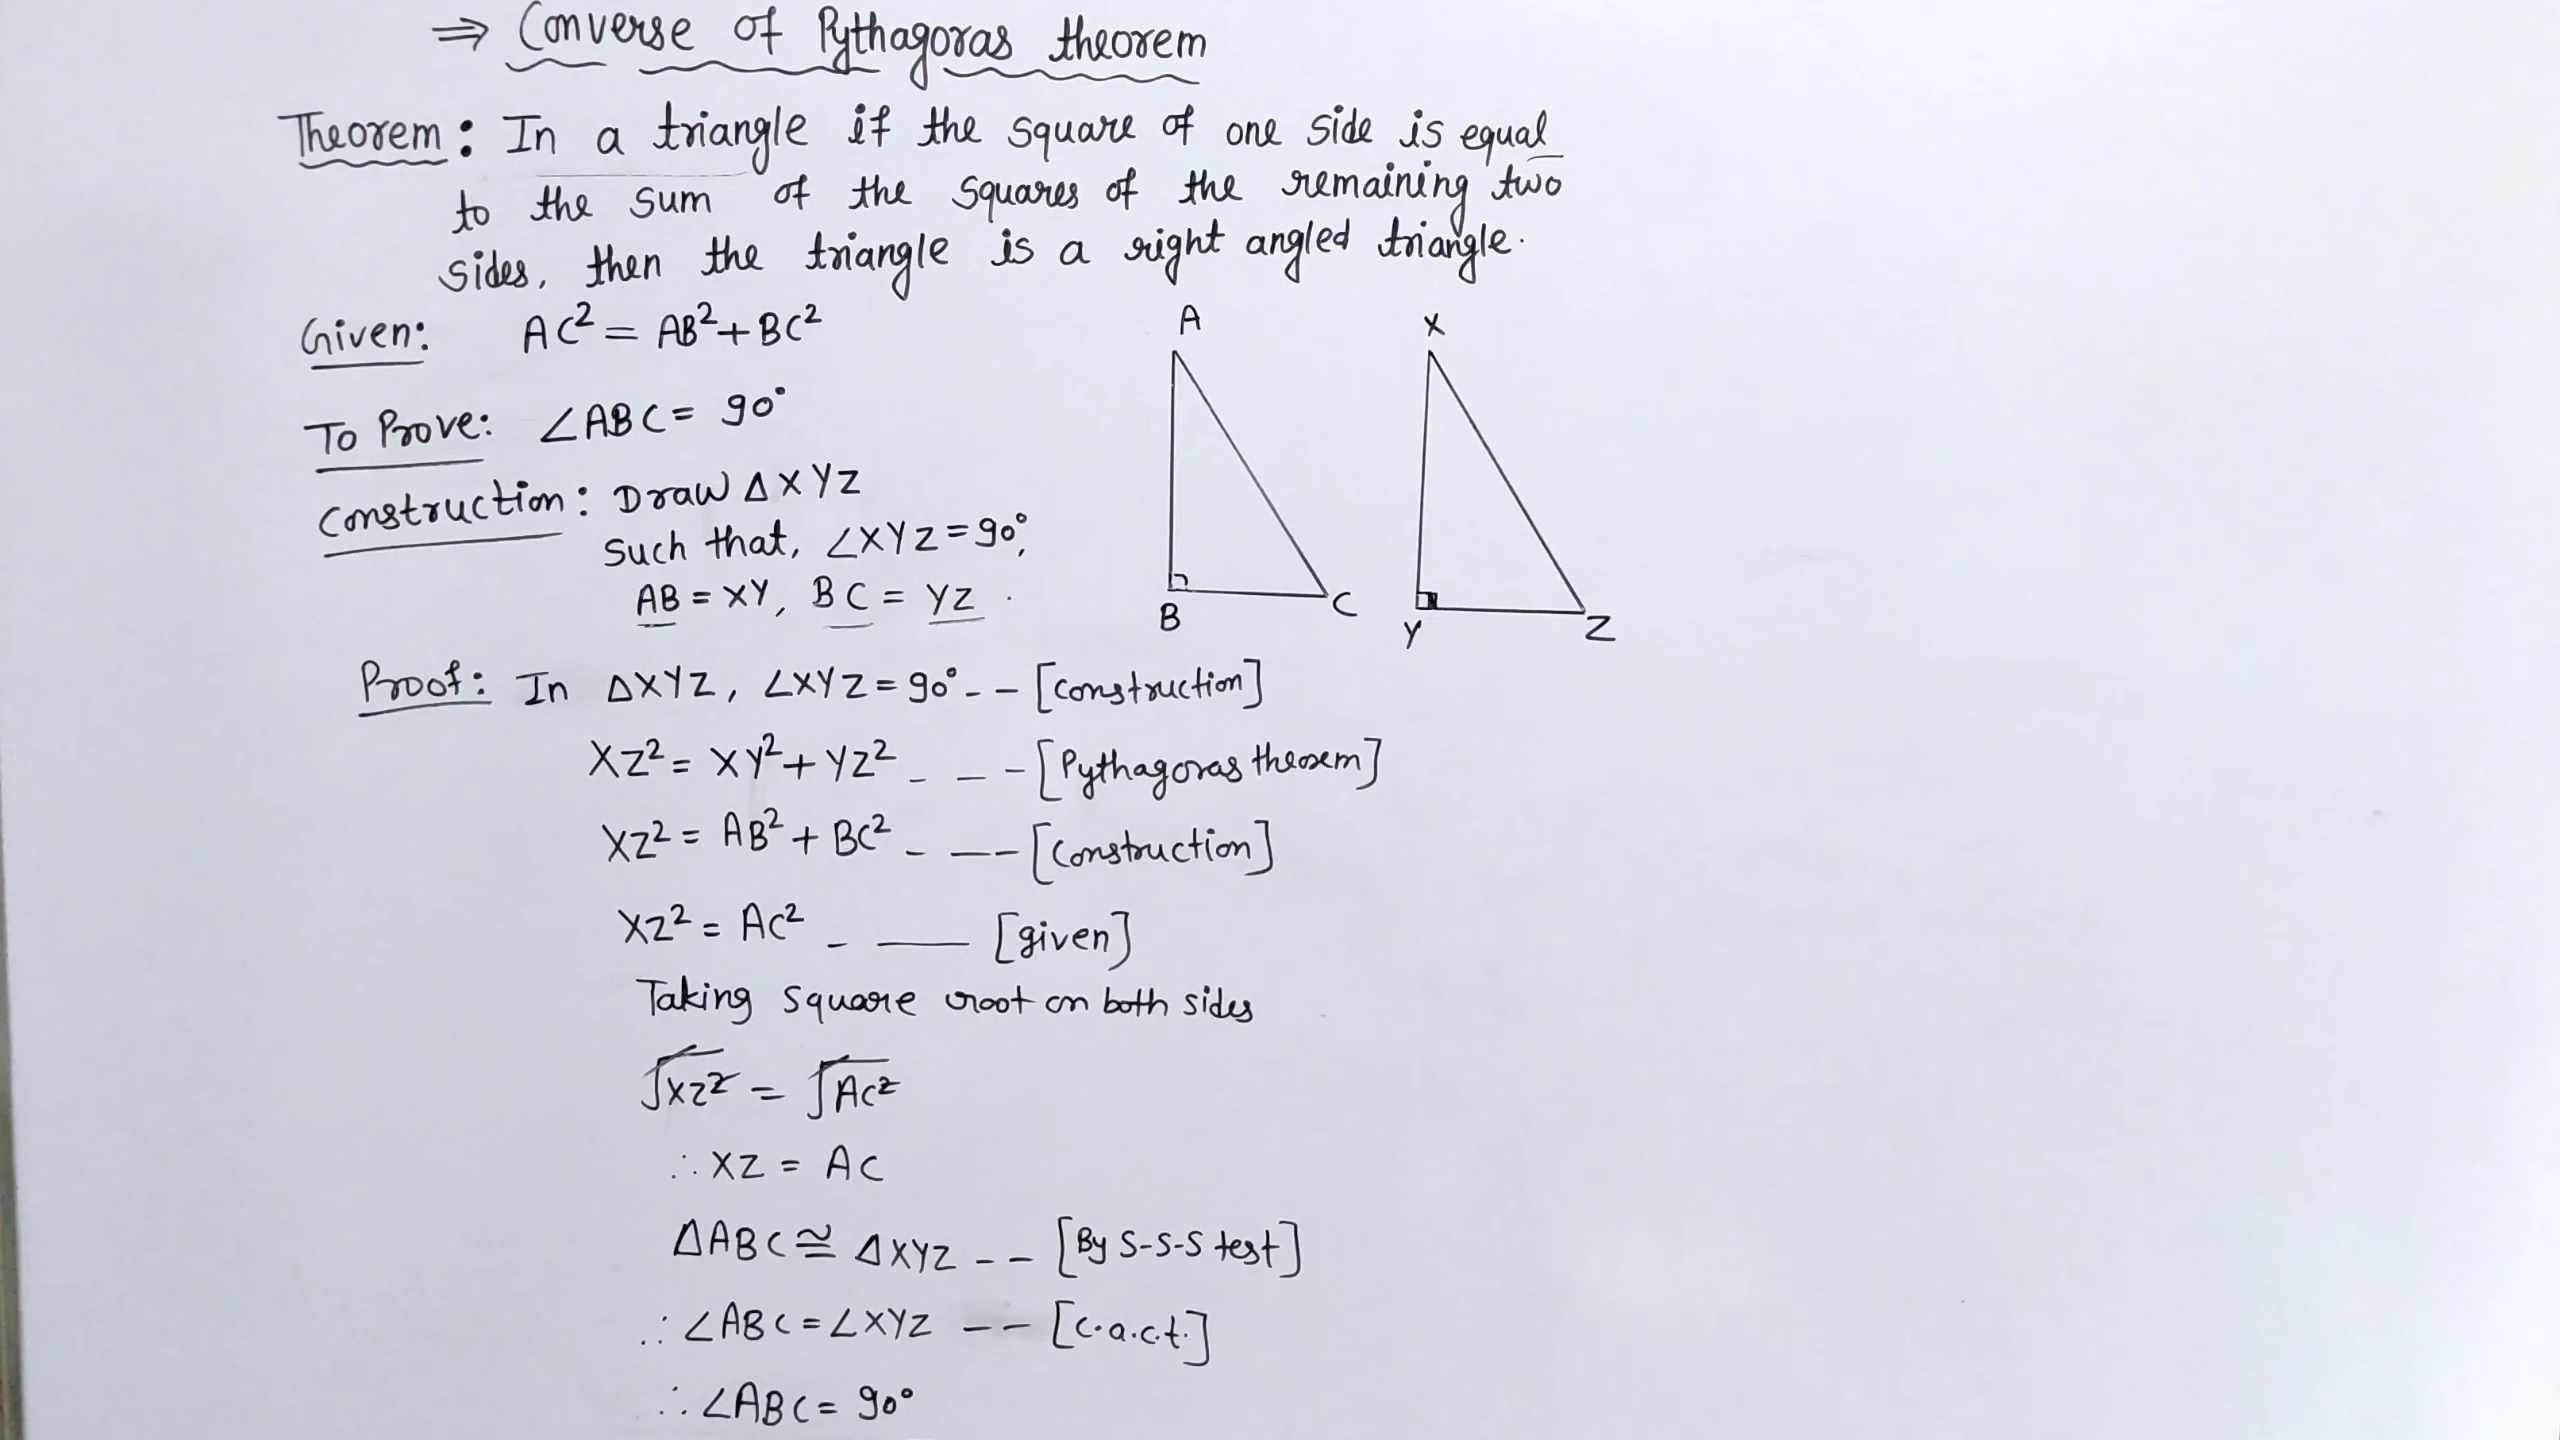 ⇒ Converse of Pythagoras theorem
Theorem: In a triangle if the square of one side is equal
to the sum of the squares of the remaining two
sides, then the triangle is a right angled triangle.
Given: AC² = AB² + BC²
To Prove: ∠ABC = 90°
Construction: Draw ΔXYZ
Such that, ∠XYZ = 90°,
AB = XY, BC = YZ .
A
B
C
X
Y
Z
Proof: In ΔXYZ, ∠XYZ = 90° - - [Construction]
XZ² = XY² + YZ² - - - [Pythagoras theorem]
XZ² = AB² + BC² - - - - [Construction]
XZ² = AC² - — [given]
Taking square root on both sides
√XZ² = √AC²
∴ XZ = AC
ΔABC ≅ ΔXYZ - - [By S-S-S test]
∴ ∠ABC = ∠XYZ - - [c.a.c.t.]
∴ ∠ABC = 90°